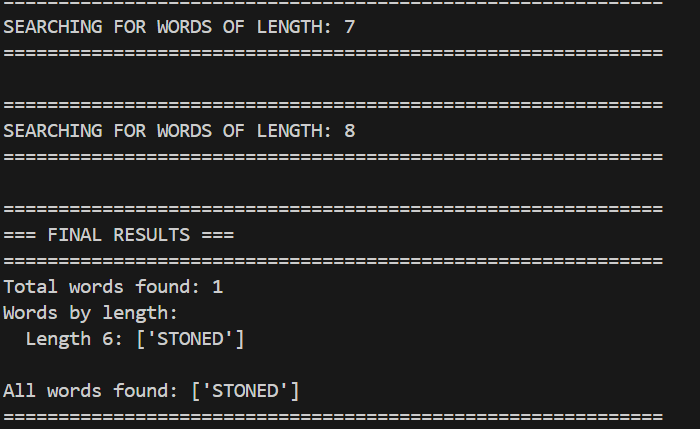 ============================================================
SEARCHING FOR WORDS OF LENGTH: 7
============================================================
============================================================
SEARCHING FOR WORDS OF LENGTH: 8
============================================================
============================================================
=== FINAL RESULTS ===
============================================================
Total words found: 1
Words by length:
  Length 6: ['STONED']
All words found: ['STONED']
============================================================